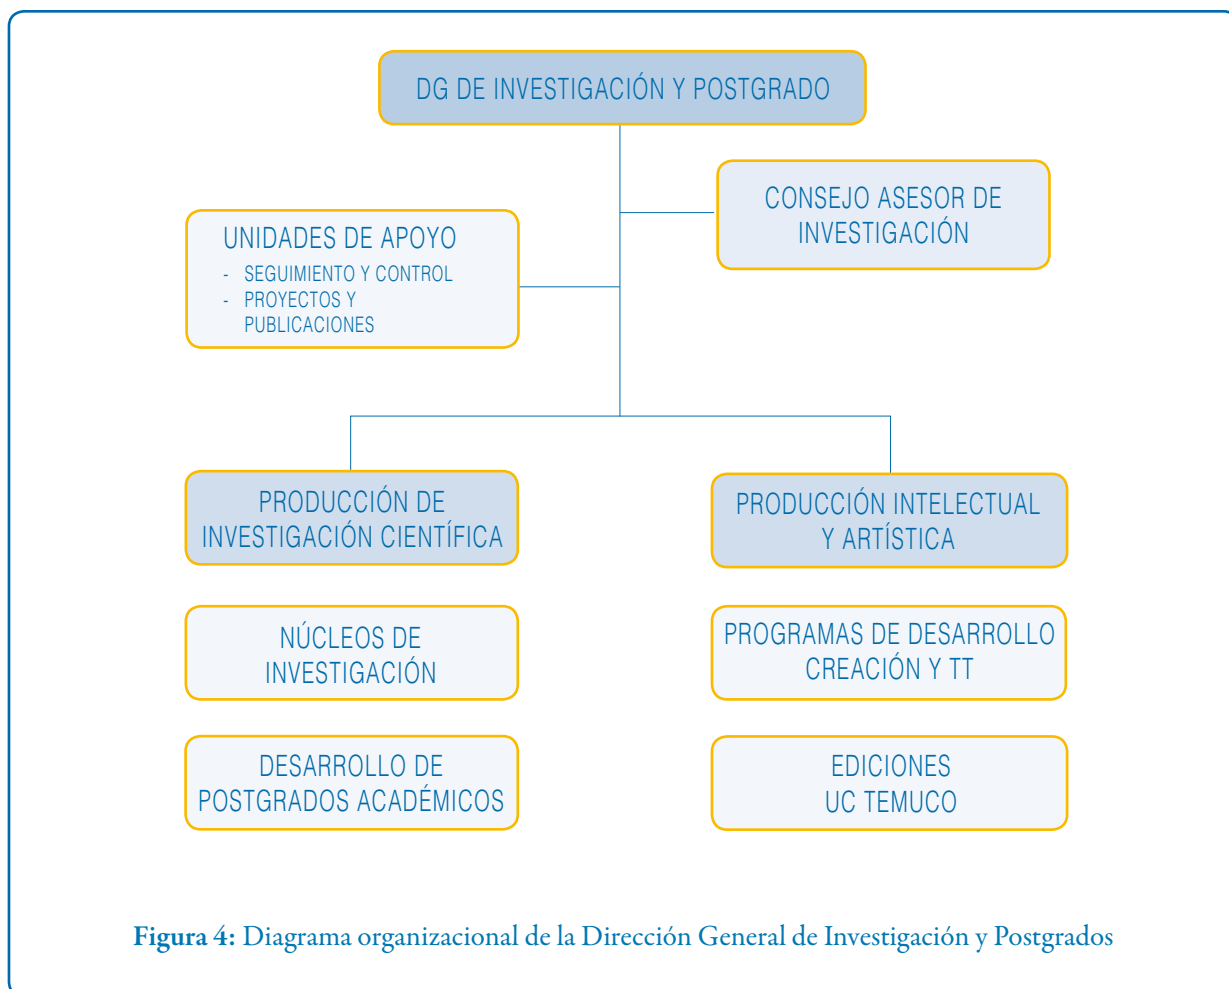 DG DE INVESTIGACIÓN Y POSTGRADO
CONSEJO ASESOR DE
INVESTIGACIÓN
UNIDADES DE APOYO
- SEGUIMIENTO Y CONTROL
- PROYECTOS Y
PUBLICACIONES
PRODUCCIÓN DE
INVESTIGACIÓN CIENTÍFICA
PRODUCCIÓN INTELECTUAL
Y ARTÍSTICA
NÚCLEOS DE
INVESTIGACIÓN
PROGRAMAS DE DESARROLLO
CREACIÓN Y TT
DESARROLLO DE
POSTGRADOS ACADÉMICOS
EDICIONES
UC TEMUCO
Figura 4: Diagrama organizacional de la Dirección General de Investigación y Postgrados